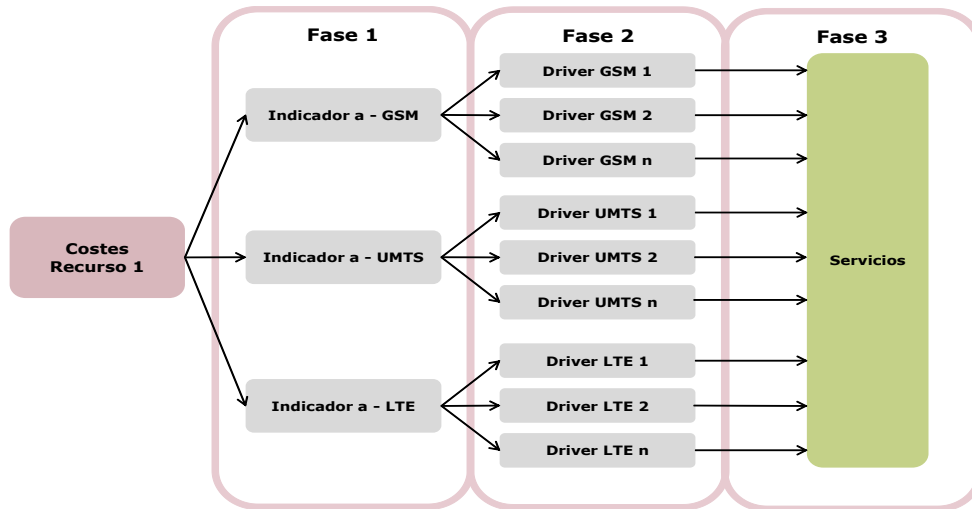 Fase 1
Fase 2
Fase 3
Costes
Recurso 1
Indicador a - GSM
Indicador a - UMTS
Indicador a - LTE
Driver GSM 1
Driver GSM 2
Driver GSM n
Driver UMTS 1
Driver UMTS 2
Driver UMTS n
Driver LTE 1
Driver LTE 2
Driver LTE n
Servicios